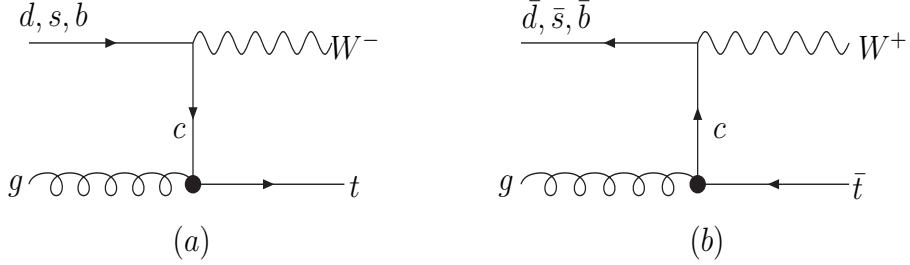 d, s, b
W⁻
c
g
t
(a)
d̄, s̄, b̄
W⁺
c
g
t̄
(b)